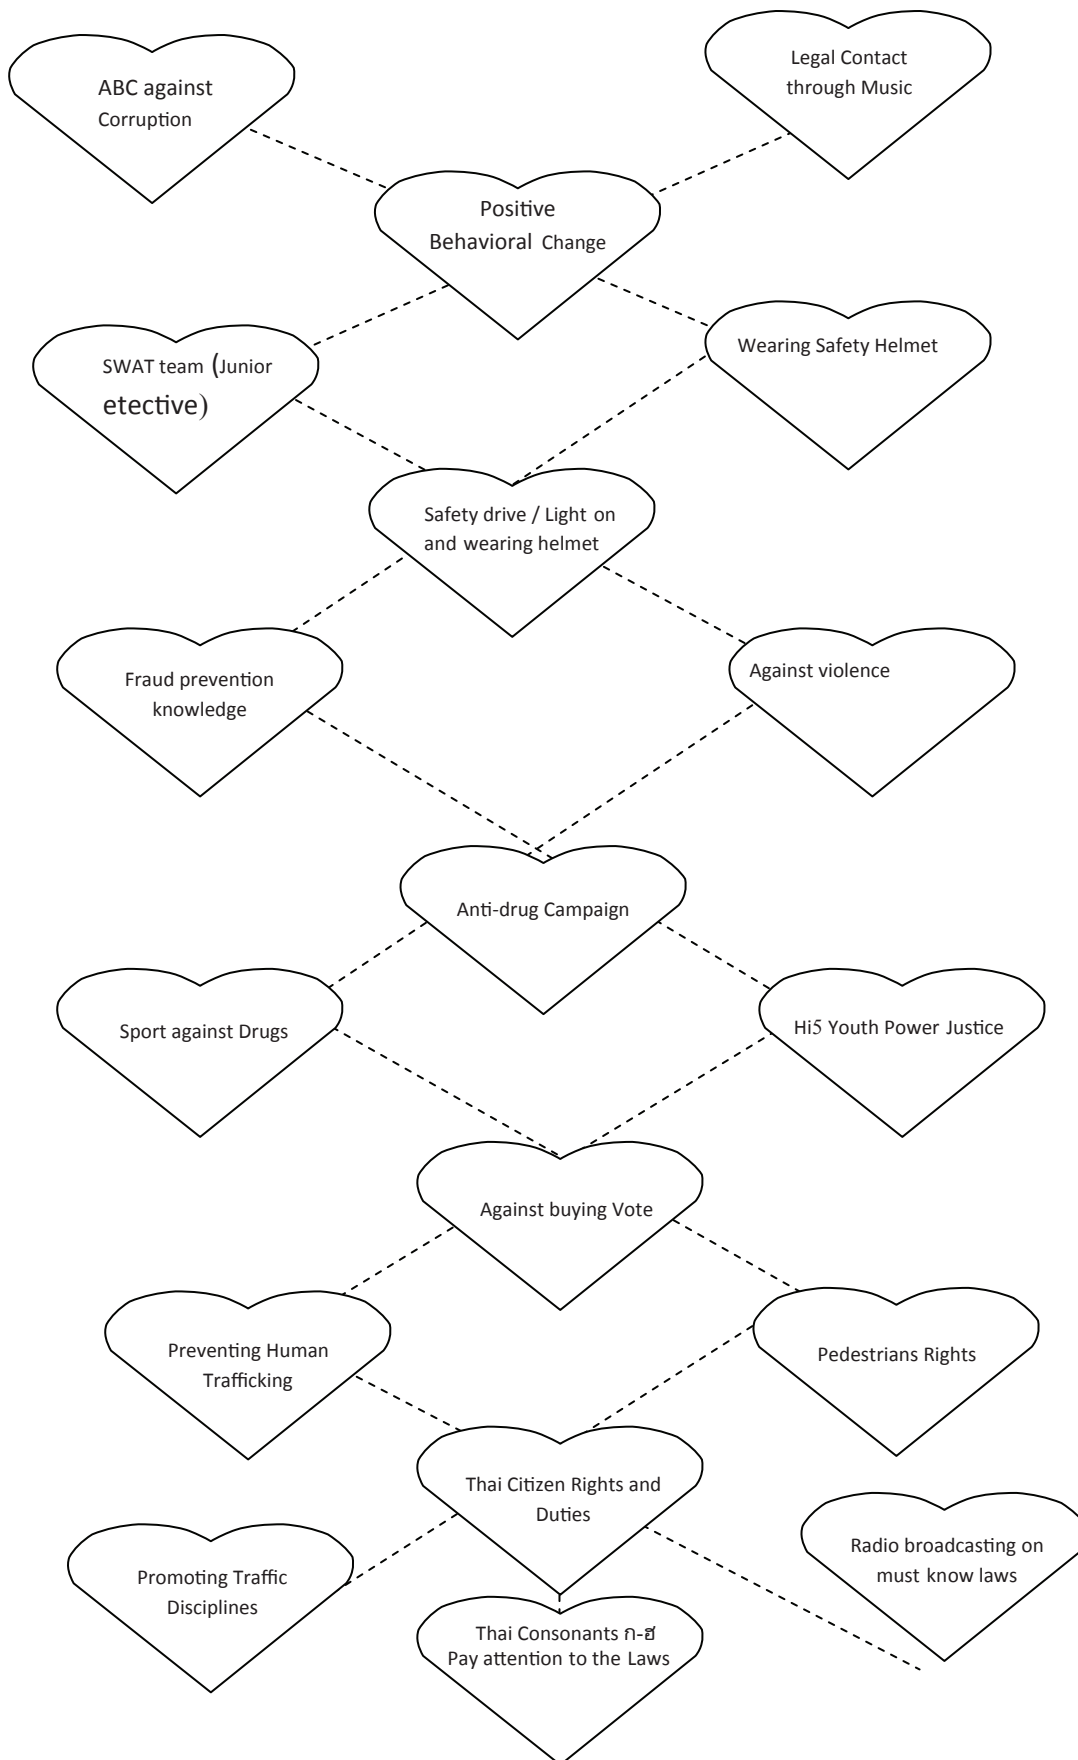 ABC against
Corruption
Legal Contact
through Music
Positive
Behavioral Change
SWAT team (Junior
etective)
Wearing Safety Helmet
Safety drive / Light on
and wearing helmet
Fraud prevention
knowledge
Against violence
Anti-drug Campaign
Sport against Drugs
Hi5 Youth Power Justice
Against buying Vote
Preventing Human
Trafficking
Pedestrians Rights
Thai Citizen Rights and
Duties
Radio broadcasting on
must know laws
Promoting Traffic
Disciplines
Thai Consonants ก-ฮ
Pay attention to the Laws